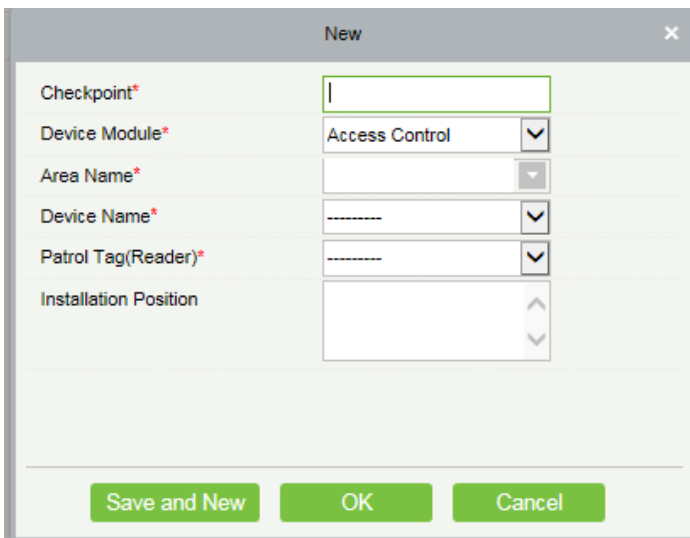 New
Checkpoint*
Device Module* Access Control
Area Name*
Device Name* ---------
Patrol Tag(Reader)* ---------
Installation Position
Save and New OK Cancel